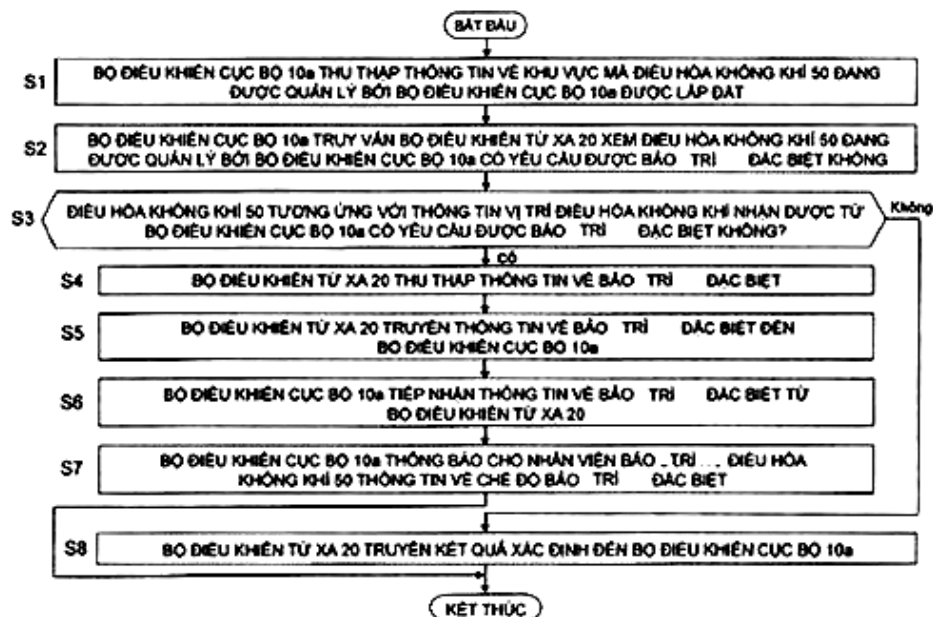 BẮT ĐẦU
S1
BỘ ĐIỀU KHIỂN CỤC BỘ 10a THU THẬP THÔNG TIN VỀ KHU VỰC MÀ ĐIỀU HÒA KHÔNG KHÍ 50 ĐANG
ĐƯỢC QUẢN LÝ BỞI BỘ ĐIỀU KHIỂN CỤC BỘ 10a ĐƯỢC LẮP ĐẶT
S2
BỘ ĐIỀU KHIỂN CỤC BỘ 10a TRUY VẤN BỘ ĐIỀU KHIỂN TỪ XA 20 XEM ĐIỀU HÒA KHÔNG KHÍ 50 ĐANG
ĐƯỢC QUẢN LÝ BỞI BỘ ĐIỀU KHIỂN CỤC BỘ 10a CÓ YÊU CẦU ĐƯỢC BẢO TRÌ ĐẶC BIỆT KHÔNG
S3
ĐIỀU HÒA KHÔNG KHÍ 50 TƯƠNG ỨNG VỚI THÔNG TIN VỊ TRÍ ĐIỀU HÒA KHÔNG KHÍ NHẬN ĐƯỢC TỪ
BỘ ĐIỀU KHIỂN CỤC BỘ 10a CÓ YÊU CẦU ĐƯỢC BẢO TRÌ ĐẶC BIỆT KHÔNG?
Không
CÓ
S4
BỘ ĐIỀU KHIỂN TỪ XA 20 THU THẬP THÔNG TIN VỀ BẢO TRÌ ĐẶC BIỆT
S5
BỘ ĐIỀU KHIỂN TỪ XA 20 TRUYỀN THÔNG TIN VỀ BẢO TRÌ ĐẶC BIỆT ĐẾN
BỘ ĐIỀU KHIỂN CỤC BỘ 10a
S6
BỘ ĐIỀU KHIỂN CỤC BỘ 10a TIẾP NHẬN THÔNG TIN VỀ BẢO TRÌ ĐẶC BIỆT TỪ
BỘ ĐIỀU KHIỂN TỪ XA 20
S7
BỘ ĐIỀU KHIỂN CỤC BỘ 10a THÔNG BÁO CHO NHÂN VIÊN BẢO TRÌ ĐIỀU HÒA
KHÔNG KHÍ 50 THÔNG TIN VỀ CHẾ ĐỘ BẢO TRÌ ĐẶC BIỆT
S8
BỘ ĐIỀU KHIỂN TỪ XA 20 TRUYỀN KẾT QUẢ XÁC ĐỊNH ĐẾN BỘ ĐIỀU KHIỂN CỤC BỘ 10a
KẾT THÚC